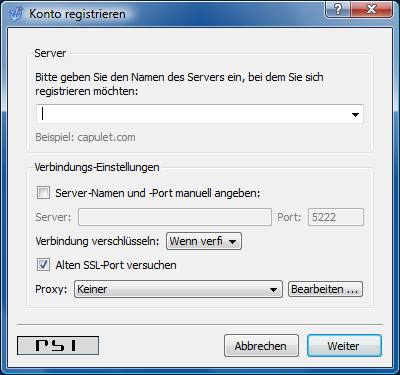 Konto registrieren
Server
Bitte geben Sie den Namen des Servers ein, bei dem Sie sich
registrieren möchten:
Beispiel: capulet.com
Verbindungs-Einstellungen
Server-Namen und -Port manuell angeben:
Server: Port: 5222
Verbindung verschlüsseln: Wenn verfi
Alten SSL-Port versuchen
Proxy: Keiner Bearbeiten ...
PSI Abbrechen Weiter